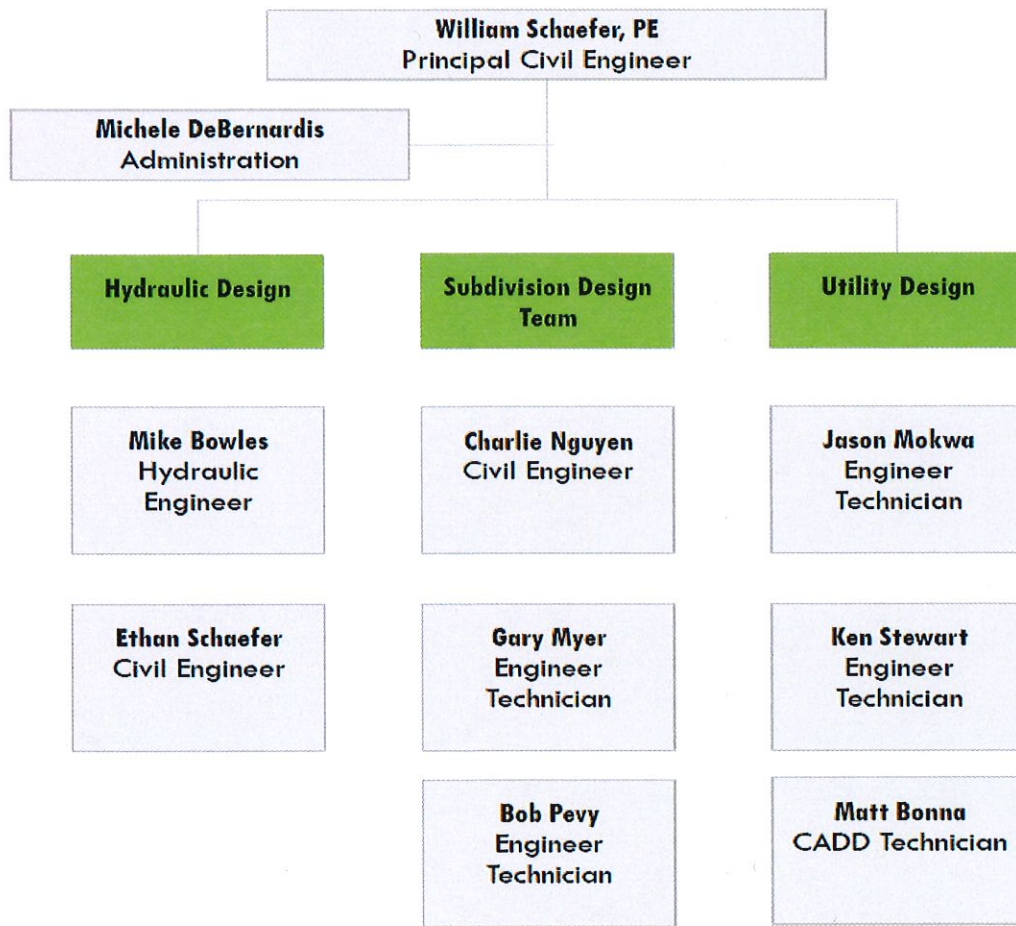 William Schaefer, PE
Principal Civil Engineer
Michele DeBernardis
Administration
Hydraulic Design
Subdivision Design
Team
Utility Design
Mike Bowles
Hydraulic
Engineer
Charlie Nguyen
Civil Engineer
Jason Mokwa
Engineer
Technician
Ethan Schaefer
Civil Engineer
Gary Myer
Engineer
Technician
Ken Stewart
Engineer
Technician
Bob Pevy
Engineer
Technician
Matt Bonna
CADD Technician